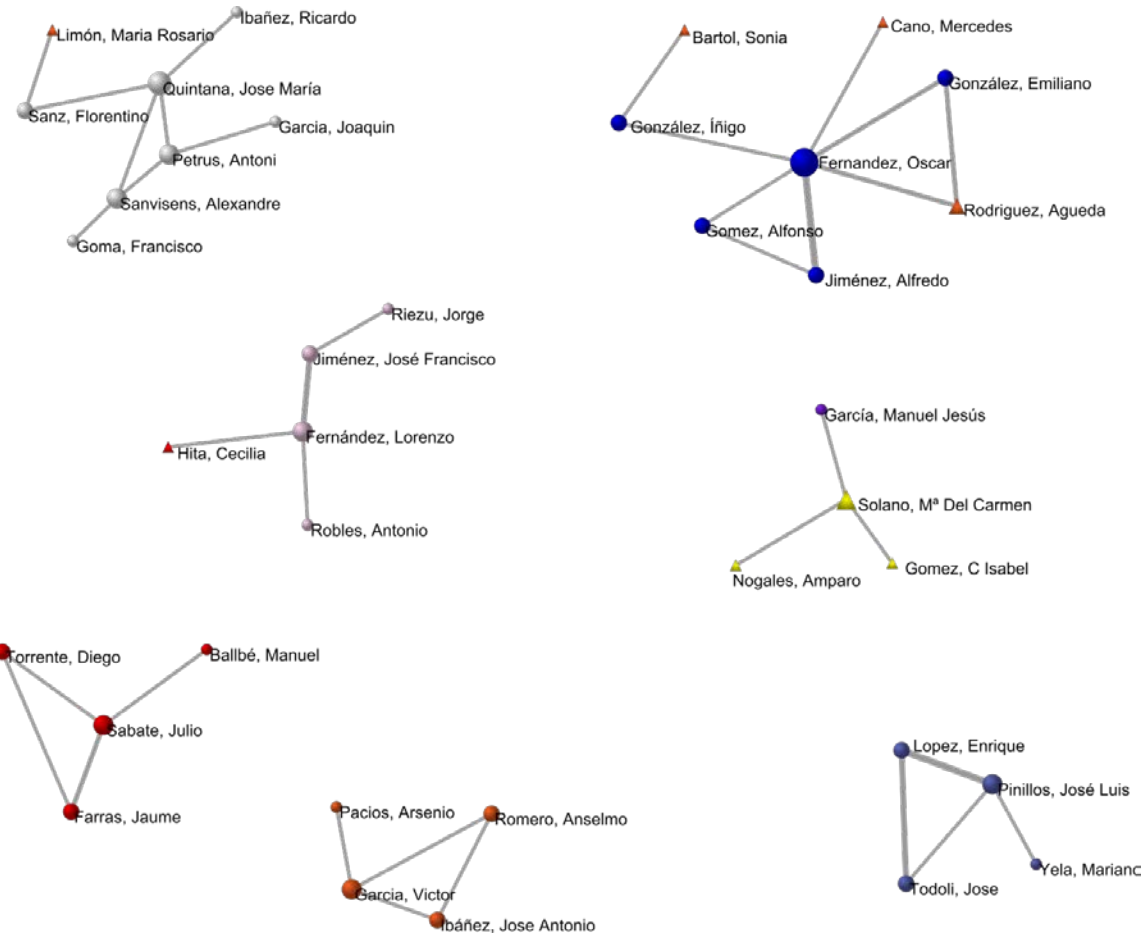 Ibañez, Ricardo
Limón, Maria Rosario
Quintana, Jose María
Sanz, Florentino
Garcia, Joaquin
Petrus, Antoni
Sanvisens, Alexandre
Goma, Francisco
Cano, Mercedes
Bartol, Sonia
González, Emiliano
González, Íñigo
Fernandez, Oscar
Rodriguez, Agueda
Gomez, Alfonso
Jiménez, Alfredo
Riezu, Jorge
Jiménez, José Francisco
Fernández, Lorenzo
Hita, Cecilia
Robles, Antonio
García, Manuel Jesús
Solano, Mª Del Carmen
Nogales, Amparo
Gomez, C Isabel
Torrente, Diego
Ballbé, Manuel
Sabate, Julio
Farras, Jaume
Pacios, Arsenio
Romero, Anselmo
Garcia, Victor
Ibáñez, Jose Antonio
Lopez, Enrique
Pinillos, José Luis
Yela, Mariano
Todoli, Jose